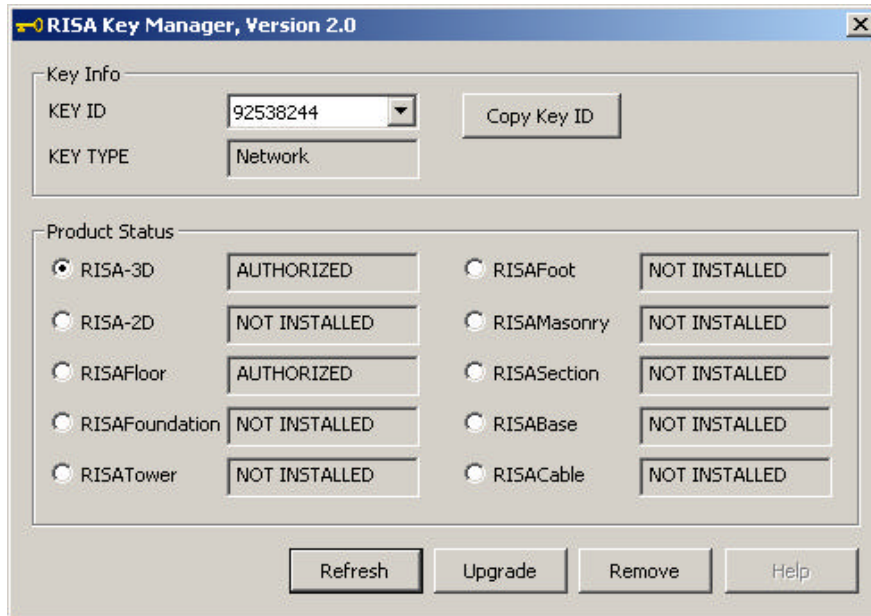 RISA Key Manager, Version 2.0
Key Info
KEY ID 92538244 Copy Key ID
KEY TYPE Network
Product Status
RISA-3D AUTHORIZED RISAFoot NOT INSTALLED
RISA-2D NOT INSTALLED RISAMasonry NOT INSTALLED
RISAFloor AUTHORIZED RISASection NOT INSTALLED
RISAFoundation NOT INSTALLED RISABase NOT INSTALLED
RISATower NOT INSTALLED RISACable NOT INSTALLED
Refresh Upgrade Remove Help